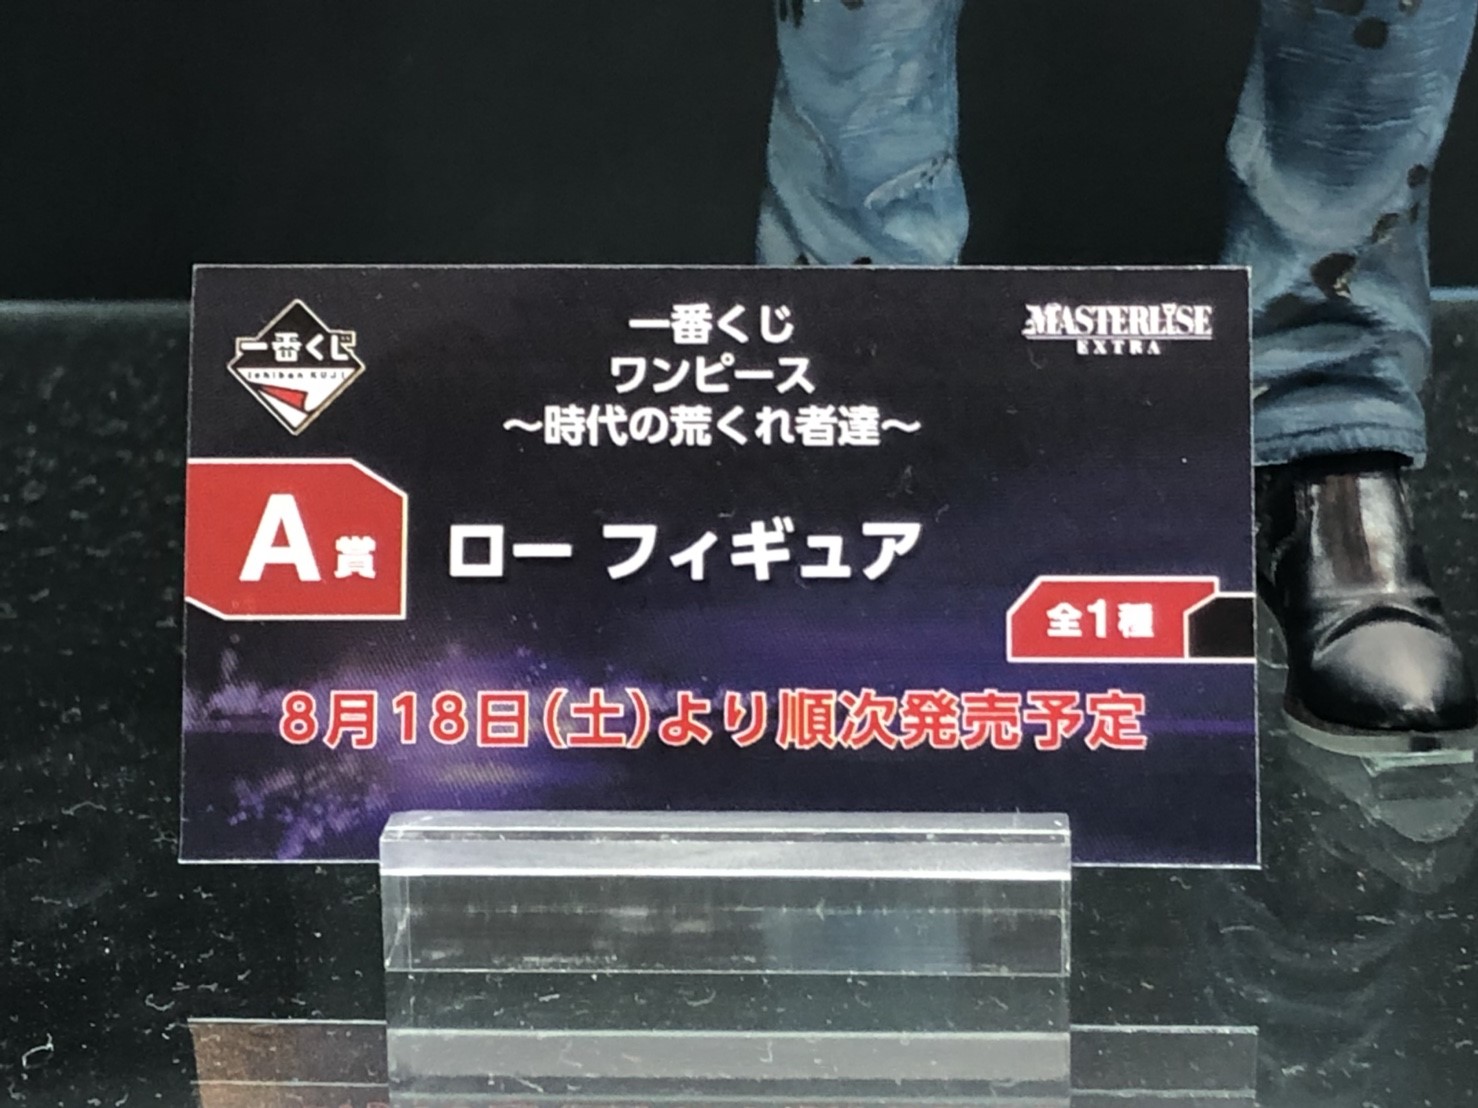 一番くじ
Ichiban KUJI
一番くじ
ワンピース
～時代の荒くれ者達～
MASTERLISE
EXTRA
A賞
ロー フィギュア
全1種
8月18日(土)より順次発売予定